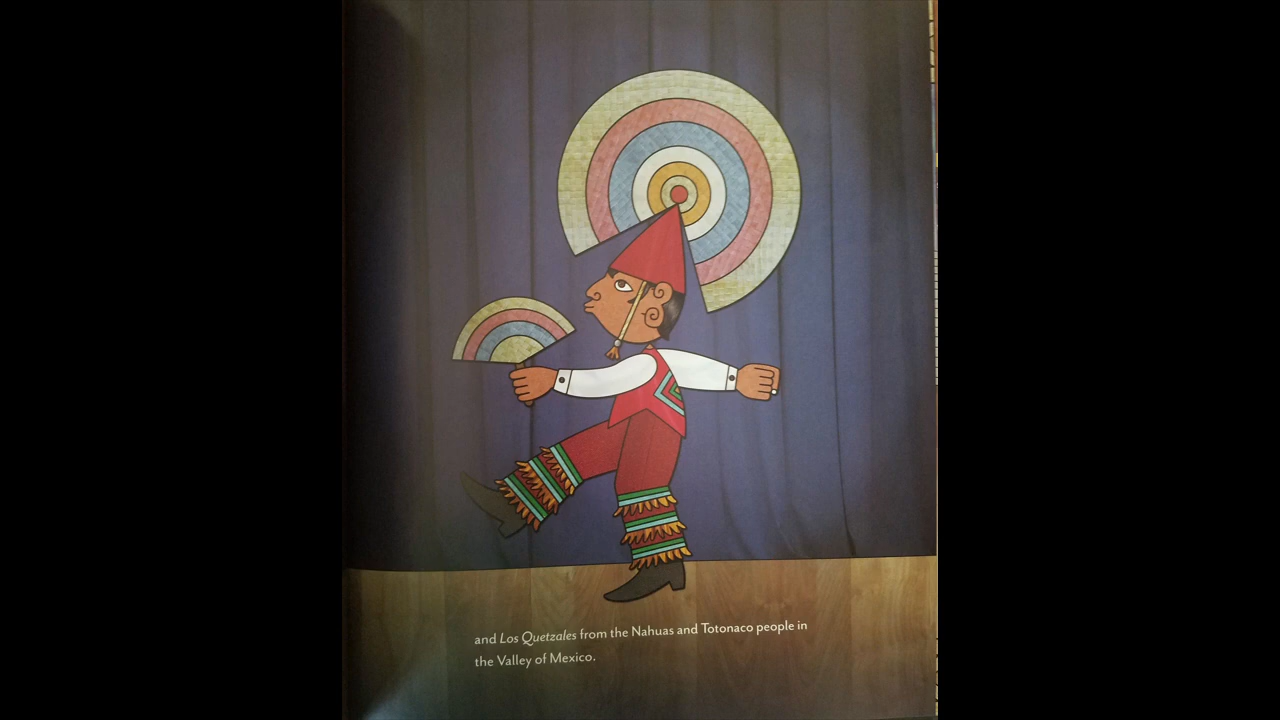 and Los Quetzales from the Nahuas and Totonaco people in
the Valley of Mexico.